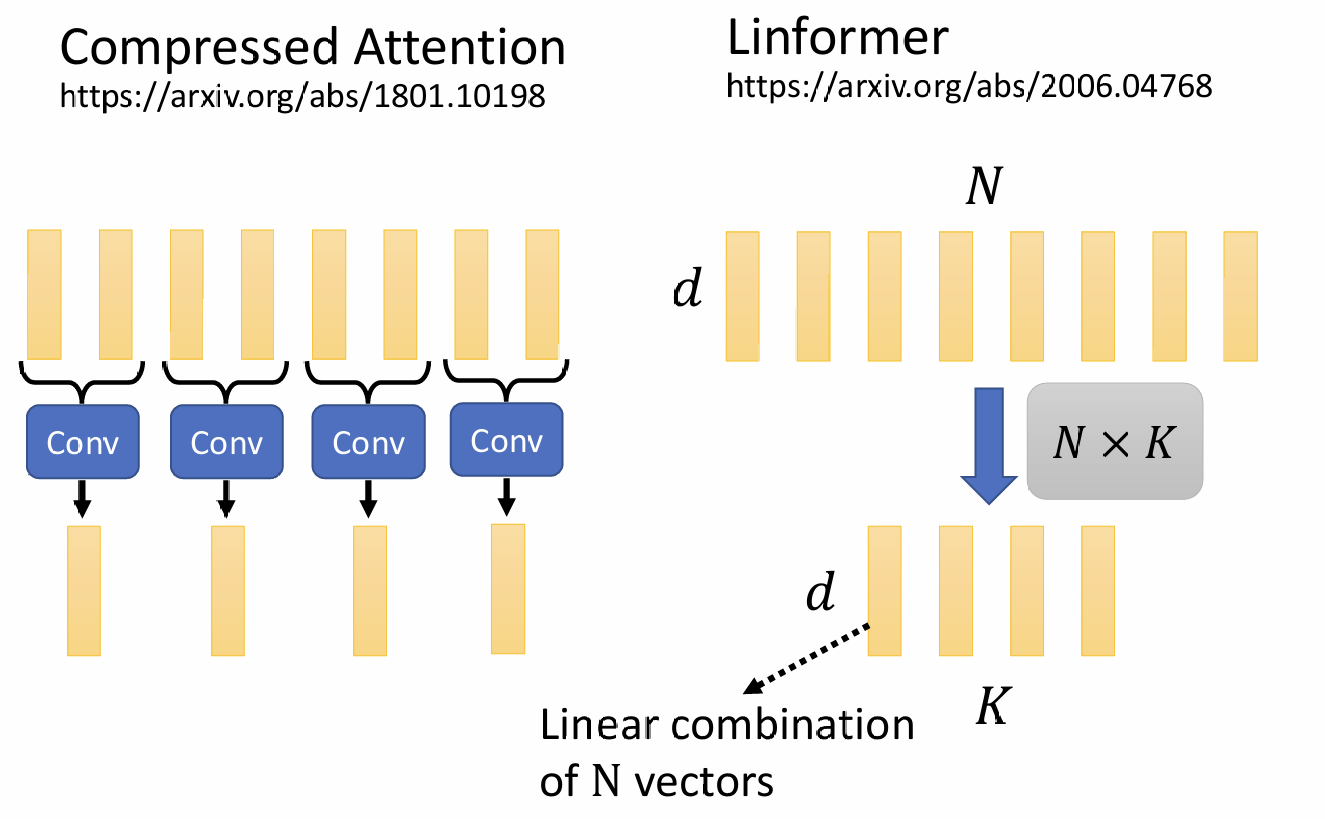 Compressed Attention
https://arxiv.org/abs/1801.10198
Conv
Conv
Conv
Conv
Linformer
https://arxiv.org/abs/2006.04768
N
d
N × K
d
K
Linear combination
of N vectors